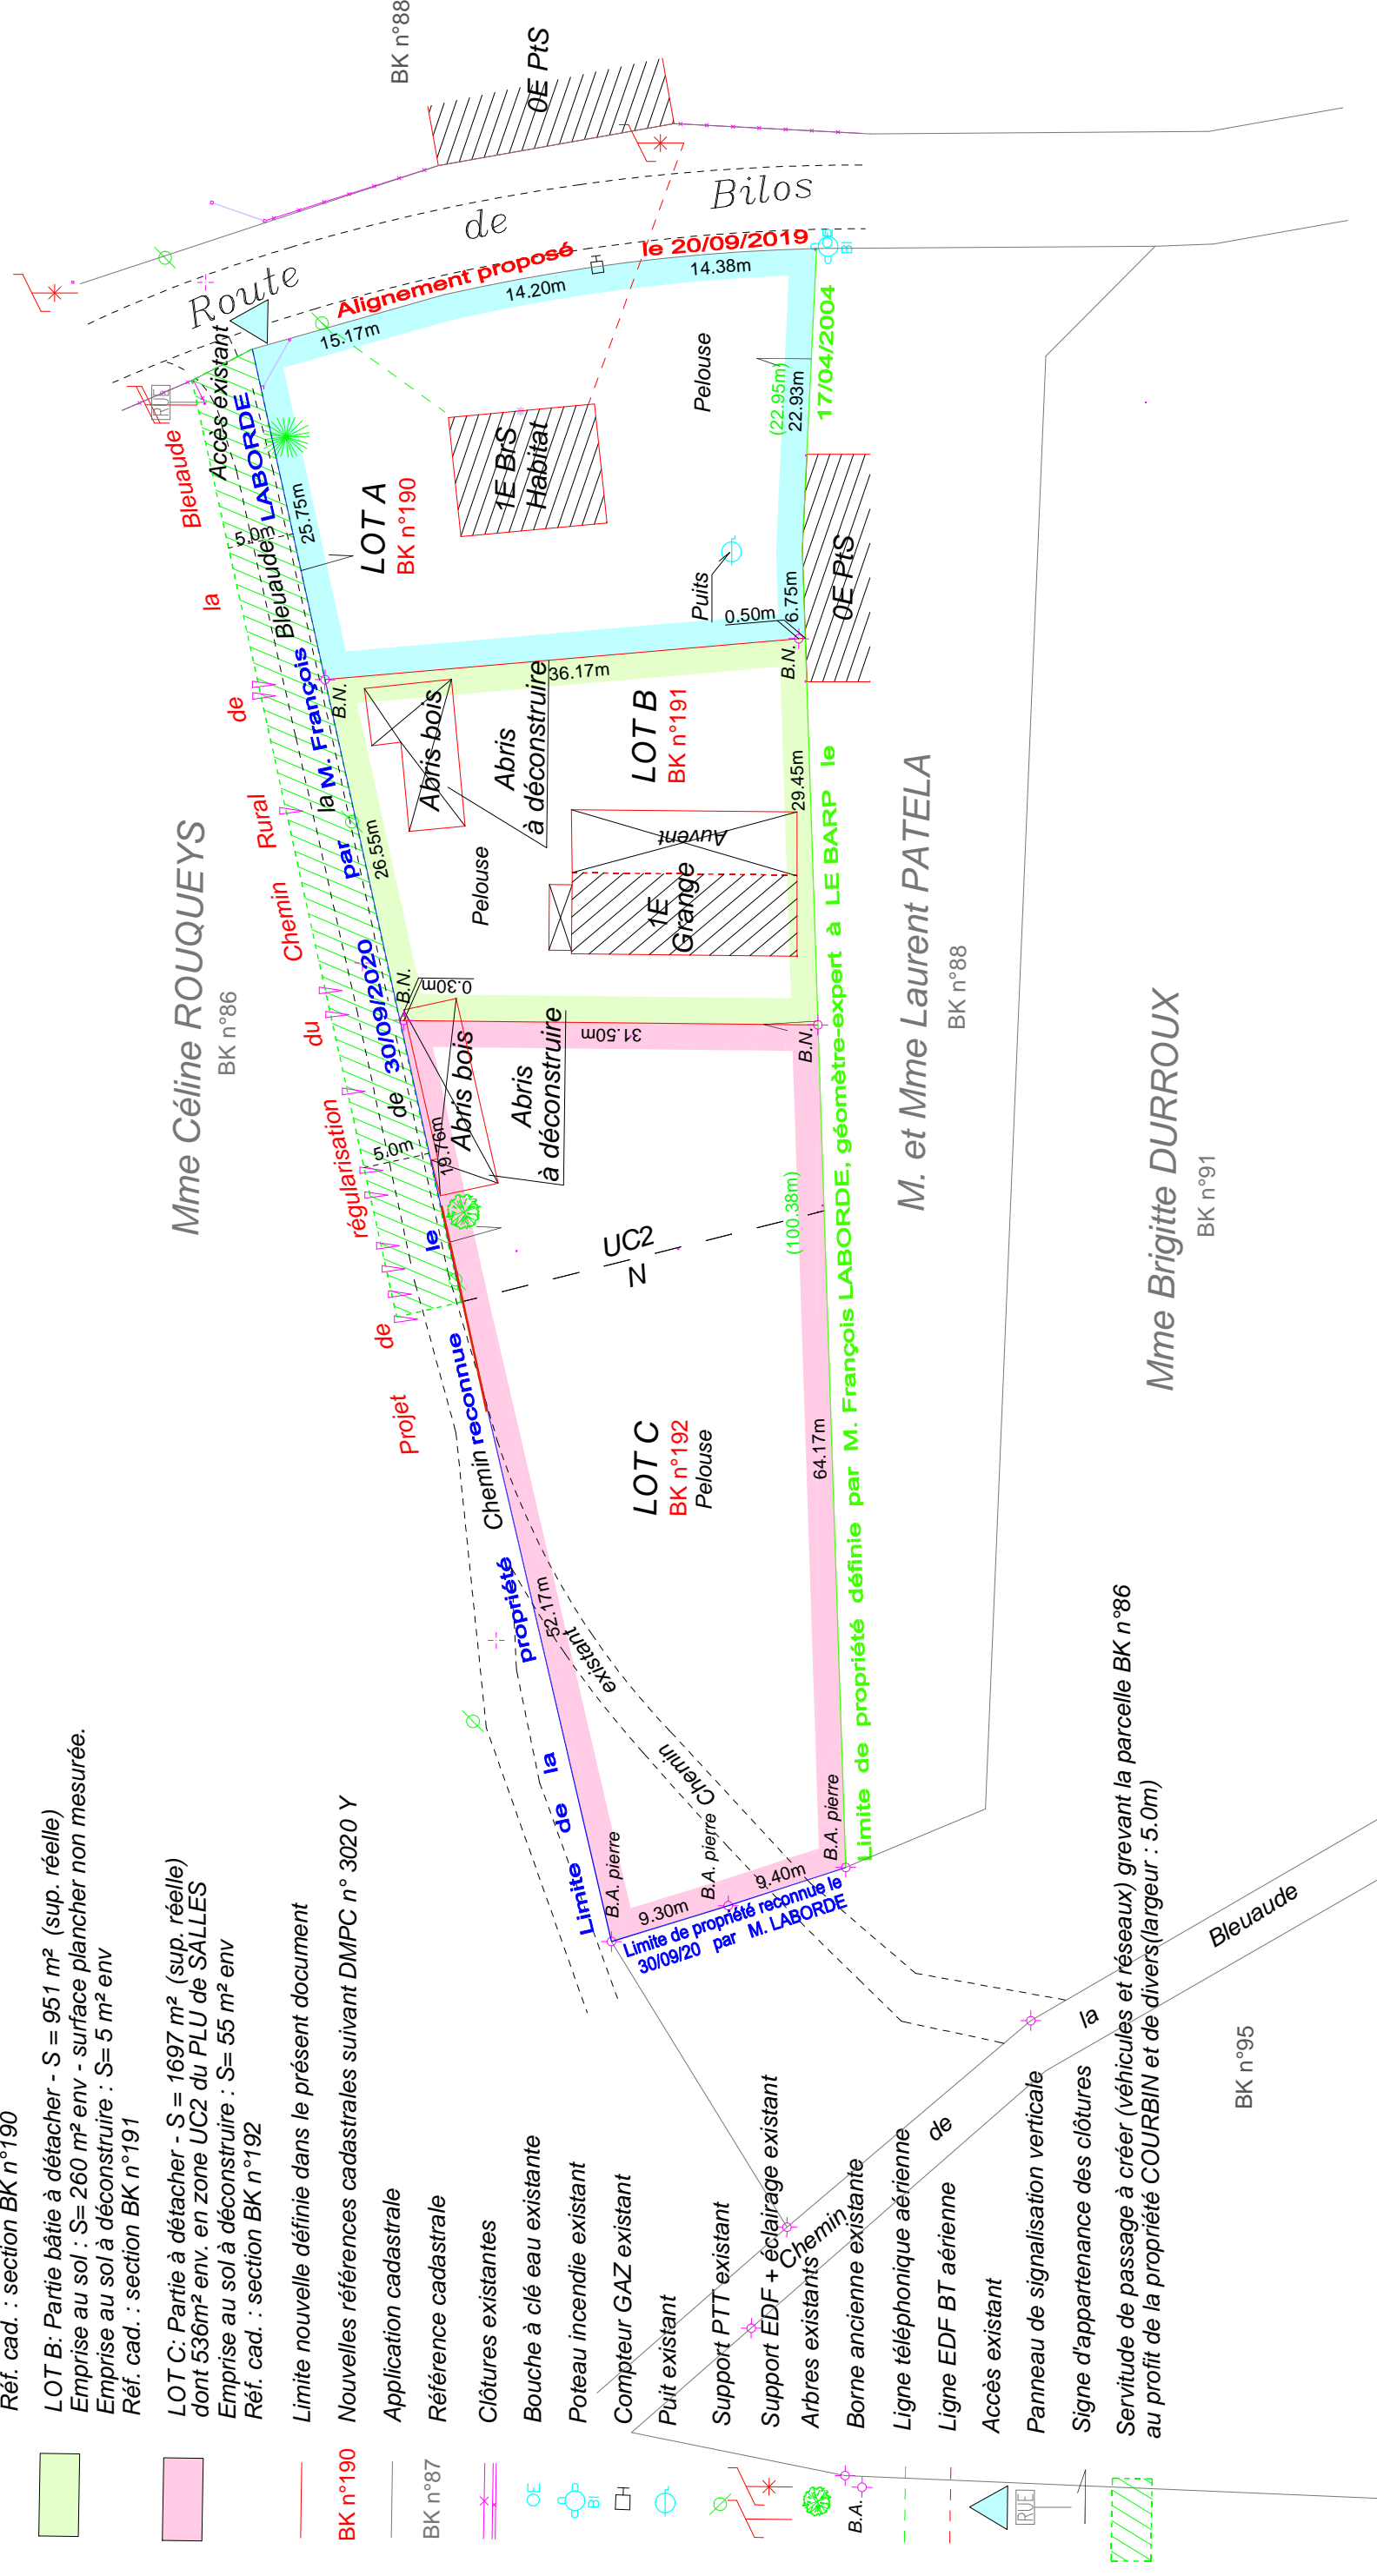 Réf. cad. : section BK n°190
LOT B: Partie bâtie à détacher - S = 951 m² (sup. réelle)
Emprise au sol : S= 260 m² env - surface plancher non mesurée.
Emprise au sol à déconstruire : S= 5 m² env
Réf. cad. : section BK n°191
LOT C: Partie à détacher - S = 1697 m² (sup. réelle)
dont 536m² env. en zone UC2 du PLU de SALLES
Emprise au sol à déconstruire : S= 55 m² env
Réf. cad. : section BK n°192
Limite nouvelle définie dans le présent document
BK n°190 Nouvelles références cadastrales suivant DMPC n° 3020 Y
Application cadastrale
BK n°87 Référence cadastrale
Clôtures existantes
OE Bouche à clé eau existante
BI Poteau incendie existant
Compteur GAZ existant
Puit existant
Support PTT existant
Support EDF + éclairage existant
Arbres existants
B.A. Borne ancienne existante
Ligne téléphonique aérienne
Ligne EDF BT aérienne
Accès existant
RUE Panneau de signalisation verticale
Signe d'appartenance des clôtures
Servitude de passage à créer (véhicules et réseaux) grevant la parcelle BK n°86
au profit de la propriété COURBIN et de divers(largeur : 5.0m)
Mme Céline ROUQUEYS
BK n°86
Projet de régularisation du Chemin Rural de la Bleuaude
Chemin de la Bleuaude
Limite de la propriété reconnue le 30/09/2020 par M. François LABORDE
Accès existant
RUE
5.0m
5.0m
Route de Bilos
Alignement proposé le 20/09/2019
15.17m
14.20m
14.38m
BK n°88
0E PtS
OE
BI
LOT A
BK n°190
25.75m
1E BrS
Habitat
Pelouse
Puits
(22.95m)
22.93m
6.75m
0.50m
17/04/2004
0E PtS
B.N.
36.17m
B.N.
LOT B
BK n°191
26.55m
Abris bois
Abris
à déconstruire
Pelouse
1E
Grange
Auvent
29.45m
B.N.
0.30m
31.50m
B.N.
LOT C
BK n°192
Pelouse
19.76m
Abris bois
Abris
à déconstruire
UC2
N
(100.38m)
64.17m
52.17m
Chemin existant
B.A. pierre
B.A. pierre
B.A. pierre
9.30m
9.40m
Limite de propriété reconnue le
30/09/20 par M. LABORDE
Limite de propriété définie par M. François LABORDE, géomètre-expert à LE BARP le
M. et Mme Laurent PATELA
BK n°88
Mme Brigitte DURROUX
BK n°91
Chemin de la Bleuaude
BK n°95